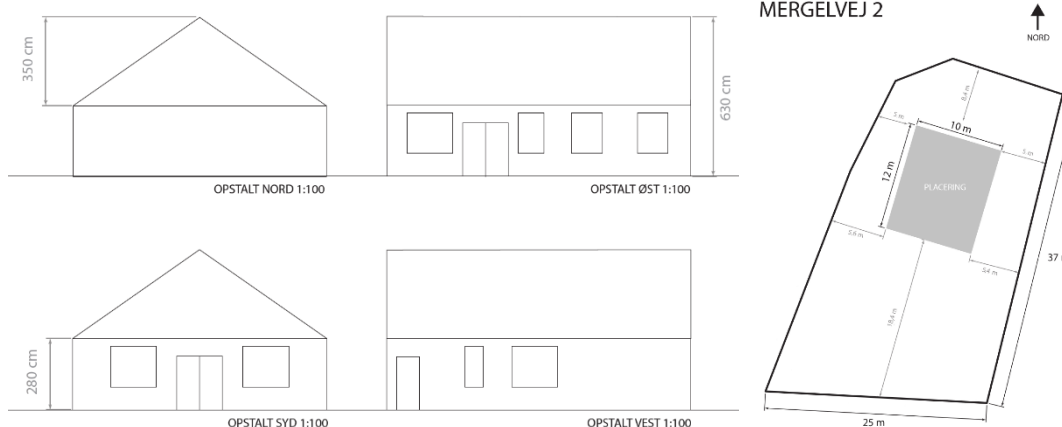 MERGELVEJ 2
NORD
350 cm
630 cm
OPSTALT NORD 1:100
OPSTALT ØST 1:100
280 cm
OPSTALT SYD 1:100
OPSTALT VEST 1:100
8,4 m
5 m
10 m
5 m
12 m
PLACERING
5,6 m
5,4 m
37
18,4 m
25 m